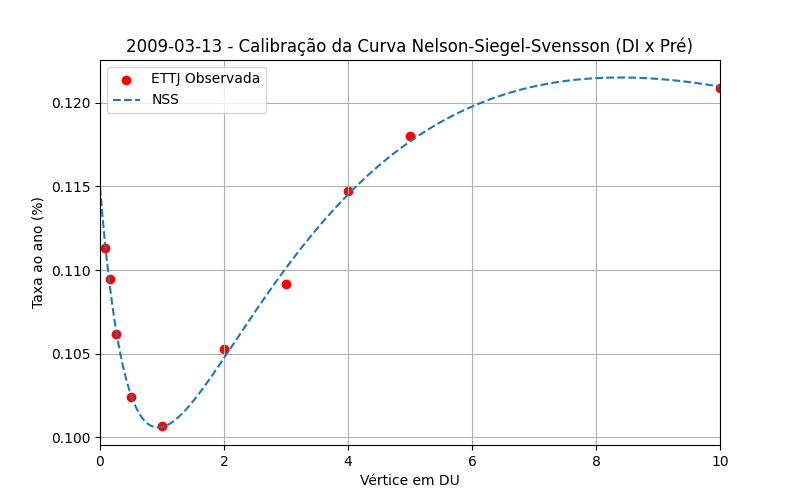 2009-03-13 - Calibração da Curva Nelson-Siegel-Svensson (DI x Pré)
ETTJ Observada
NSS
Taxa ao ano (%)
0.120
0.115
0.110
0.105
0.100
0 2 4 6 8 10
Vértice em DU